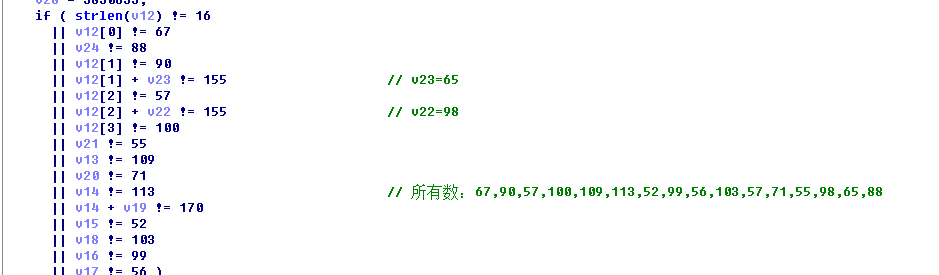 if ( strlen(v12) != 16
|| v12[0] != 67
|| v24 != 88
|| v12[1] != 90
|| v12[1] + v23 != 155 // v23=65
|| v12[2] != 57
|| v12[2] + v22 != 155 // v22=98
|| v12[3] != 100
|| v21 != 55
|| v13 != 109
|| v20 != 71
|| v14 != 113 // 所有数：67,90,57,100,109,113,52,99,56,103,57,71,55,98,65,88
|| v14 + v19 != 170
|| v15 != 52
|| v18 != 103
|| v16 != 99
|| v17 != 56 )